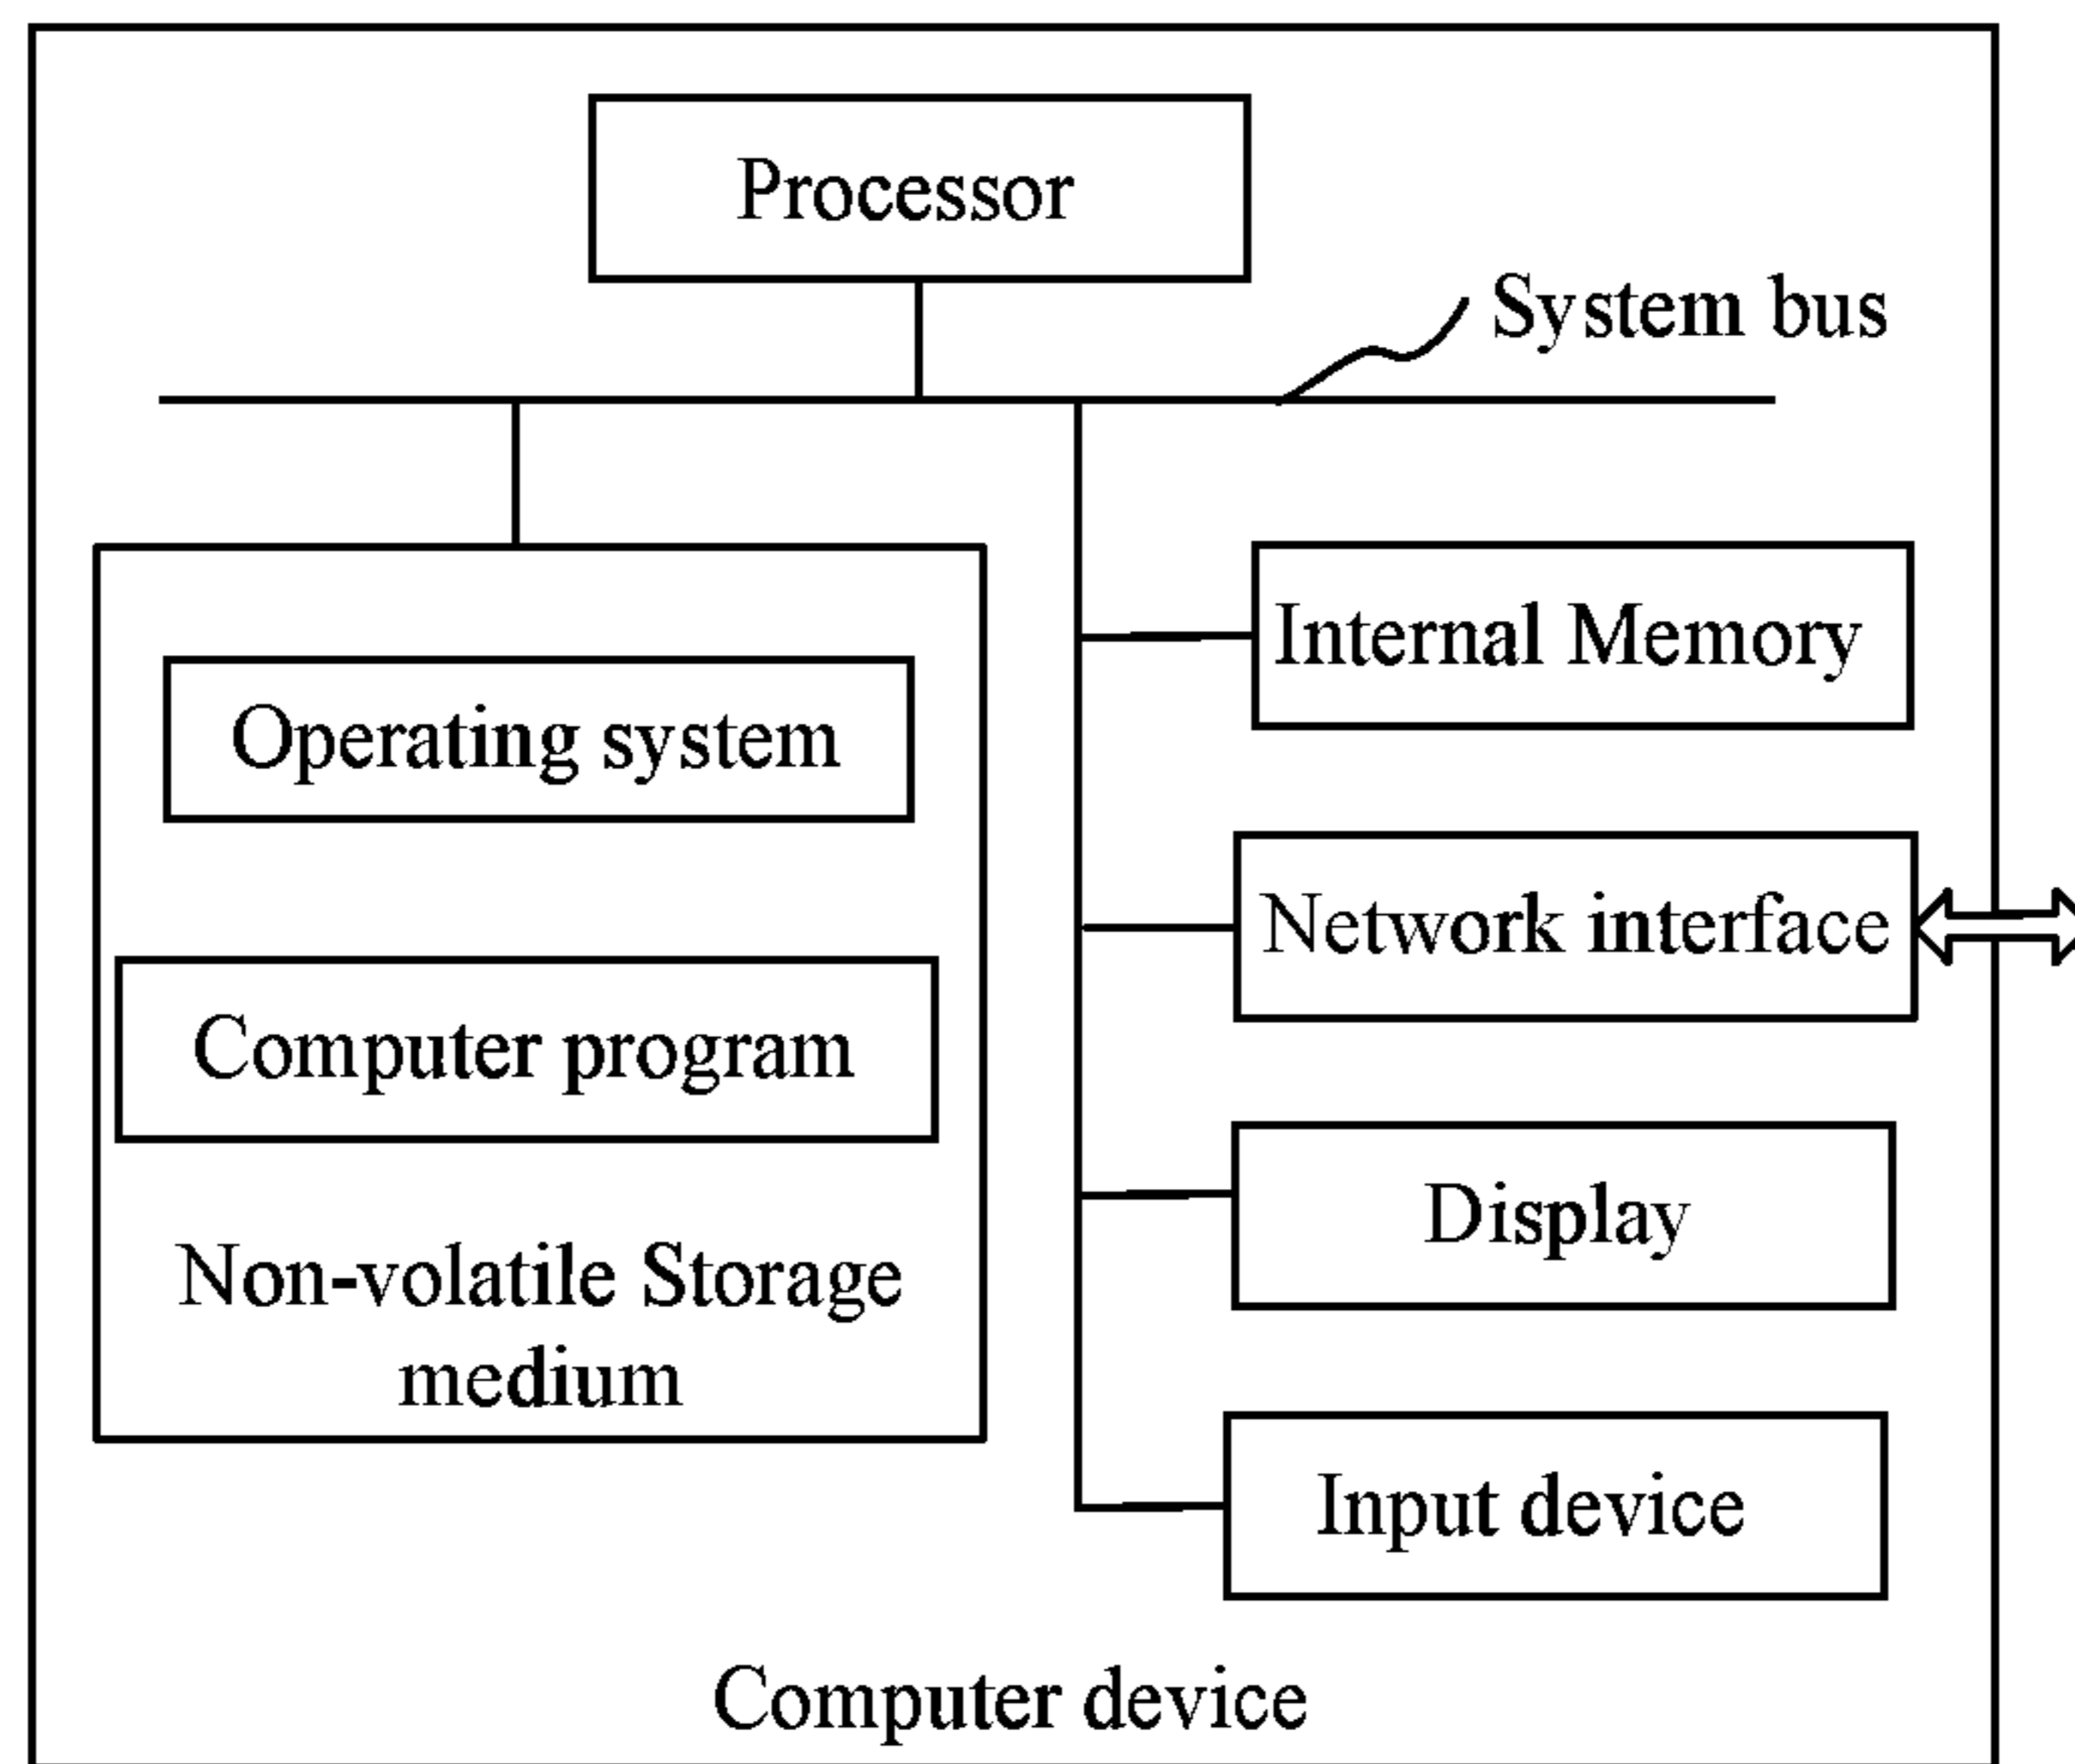 Processor
System bus
Operating system
Computer program
Non-volatile Storage
medium
Internal Memory
Network interface
Display
Input device
Computer device